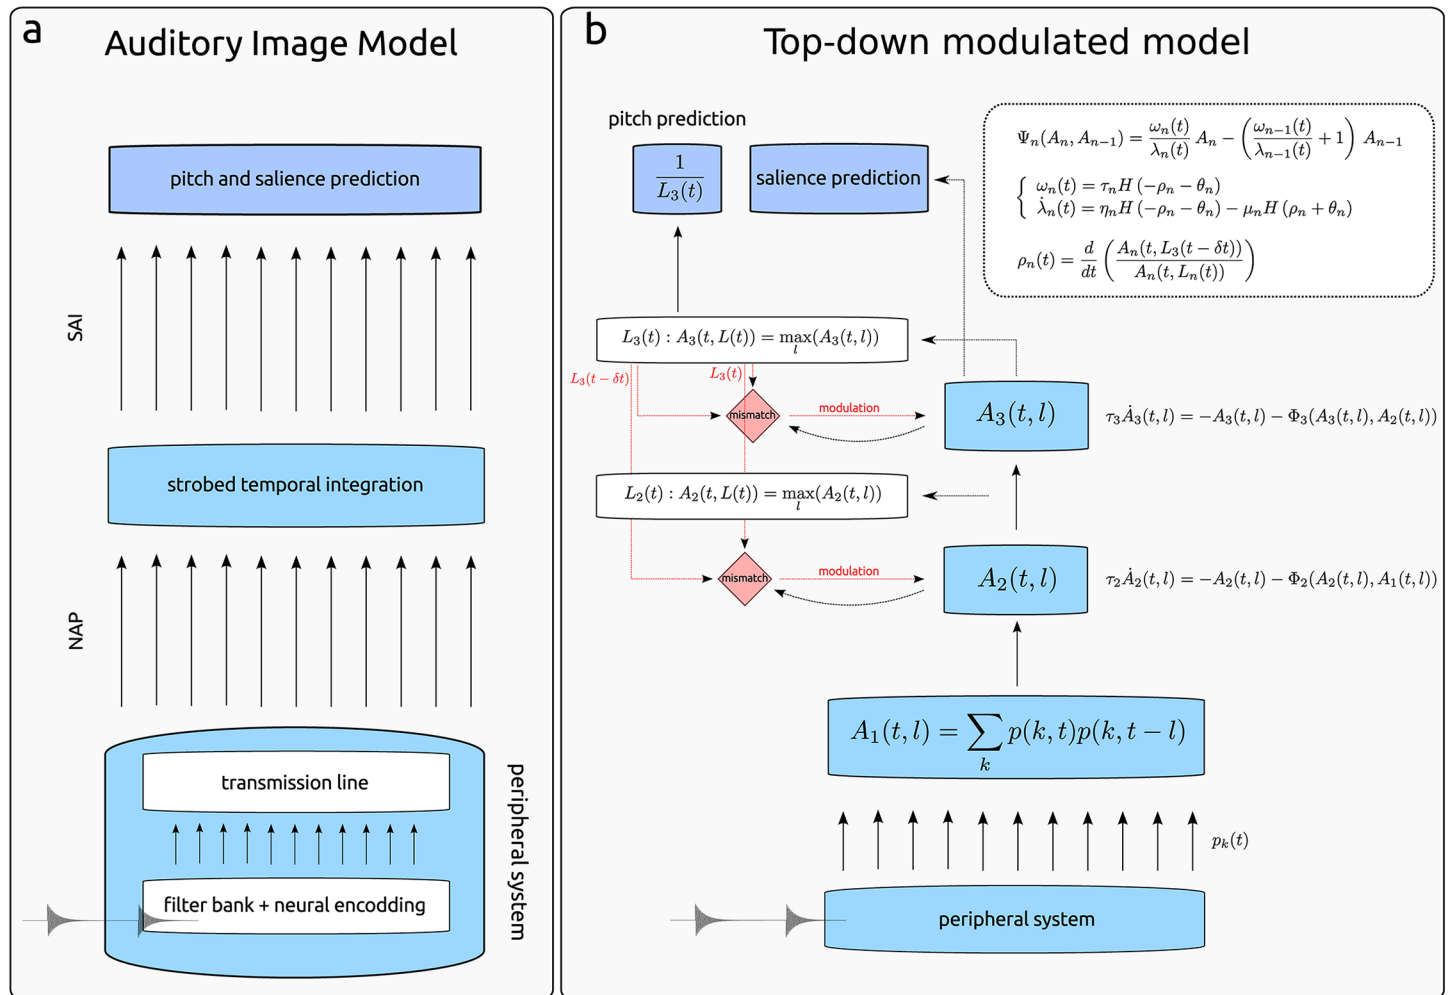 a
Auditory Image Model
pitch and salience prediction
SAI
strobed temporal integration
NAP
transmission line
filter bank + neural encodding
peripheral system
b
Top-down modulated model
pitch prediction
1/L₃(t)
salience prediction
Ψₙ(Aₙ, Aₙ₋₁) = ωₙ(t)/λₙ(t) Aₙ − (ωₙ₋₁(t)/λₙ₋₁(t) + 1) Aₙ₋₁
{ ωₙ(t) = τₙH (−ρₙ − θₙ)
λ̇ₙ(t) = ηₙH (−ρₙ − θₙ) − μₙH (ρₙ + θₙ)
ρₙ(t) = d/dt (Aₙ(t, L₃(t − δt))/Aₙ(t, Lₙ(t)))
L₃(t) : A₃(t, L(t)) = max_l(A₃(t, l))
L₃(t − δt)
L₃(t)
mismatch
modulation
A₃(t, l)
τ₃Ȧ₃(t, l) = −A₃(t, l) − Φ₃(A₃(t, l), A₂(t, l))
L₂(t) : A₂(t, L(t)) = max_l(A₂(t, l))
mismatch
modulation
A₂(t, l)
τ₂Ȧ₂(t, l) = −A₂(t, l) − Φ₂(A₂(t, l), A₁(t, l))
A₁(t, l) = ∑_k p(k, t)p(k, t − l)
pₖ(t)
peripheral system